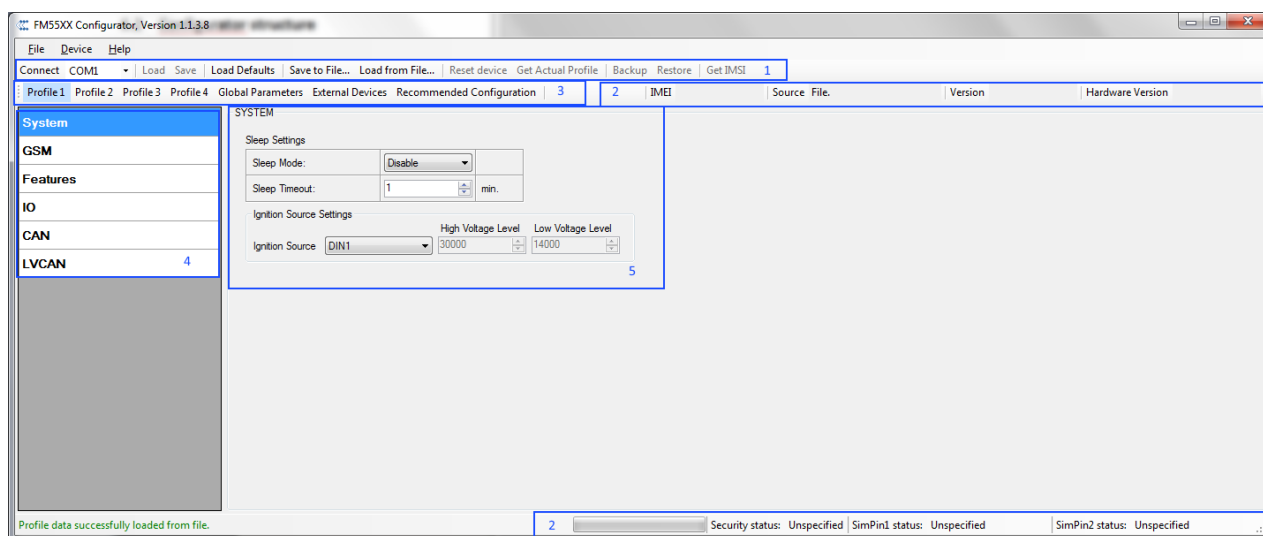 FM55XX Configurator, Version 1.1.3.8
File Device Help
Connect COM1 Load Save Load Defaults Save to File... Load from File... Reset device Get Actual Profile Backup Restore Get IMSI 1
Profile 1 Profile 2 Profile 3 Profile 4 Global Parameters External Devices Recommended Configuration 3 2 IMEI Source File. Version Hardware Version
System
GSM
Features
IO
CAN
LVCAN 4
SYSTEM
Sleep Settings
Sleep Mode: Disable
Sleep Timeout: 1 min.
Ignition Source Settings
High Voltage Level Low Voltage Level
Ignition Source DIN1 30000 14000
5
Profile data successfully loaded from file. 2 Security status: Unspecified SimPin1 status: Unspecified SimPin2 status: Unspecified